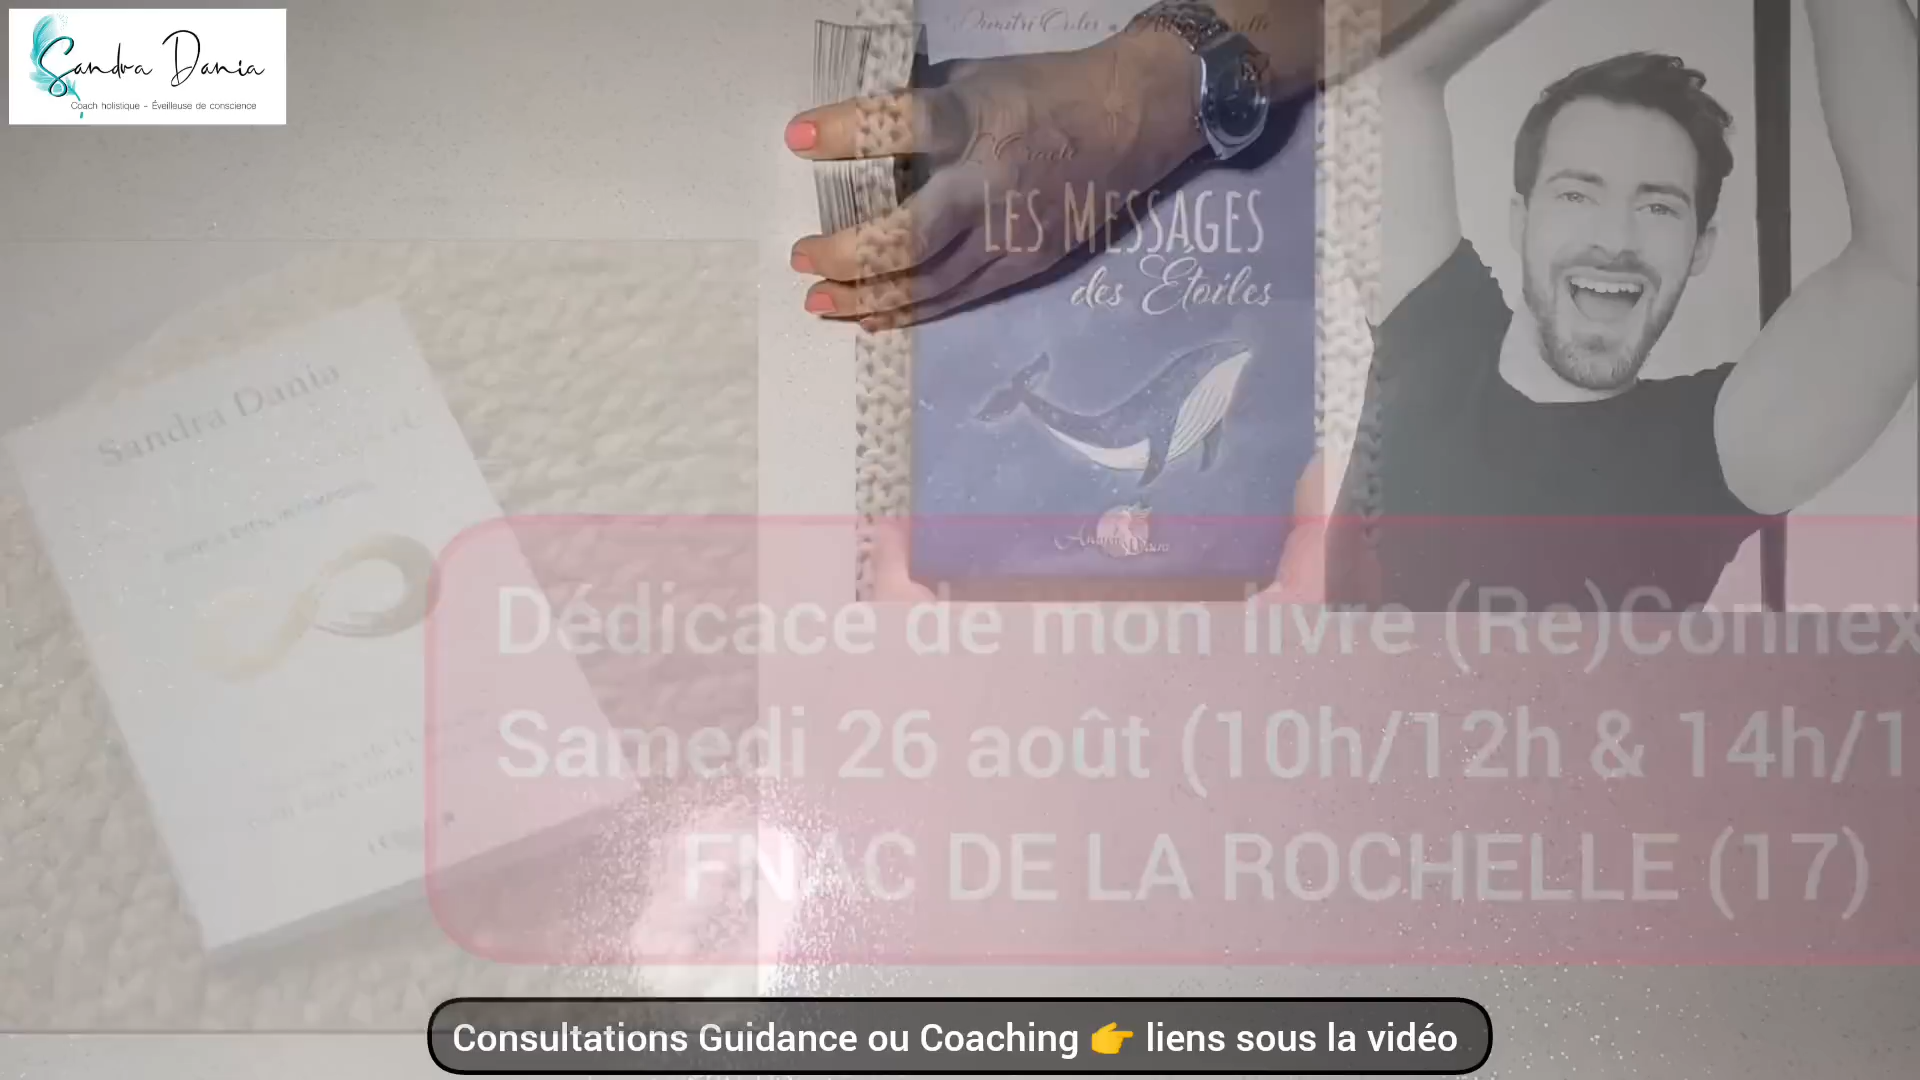 Sandra Dania
Coach holistique - Éveilleuse de conscience
L'Oracle
LES MESSAGES
des Étoiles
Sandra Dania
Dédicace de mon livre (Re)Connex
Samedi 26 août (10h/12h & 14h/1
FNAC DE LA ROCHELLE (17)
Consultations Guidance ou Coaching 👉 liens sous la vidéo